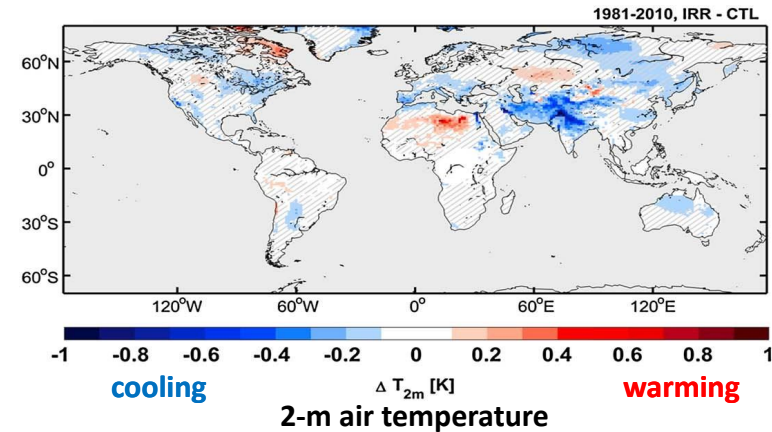 1981-2010, IRR - CTL
60°N
30°N
0°
30°S
60°S
120°W 60°W 0° 60°E 120°E
-1 -0.8 -0.6 -0.4 -0.2 0 0.2 0.4 0.6 0.8 1
cooling Δ T2m [K] warming
2-m air temperature